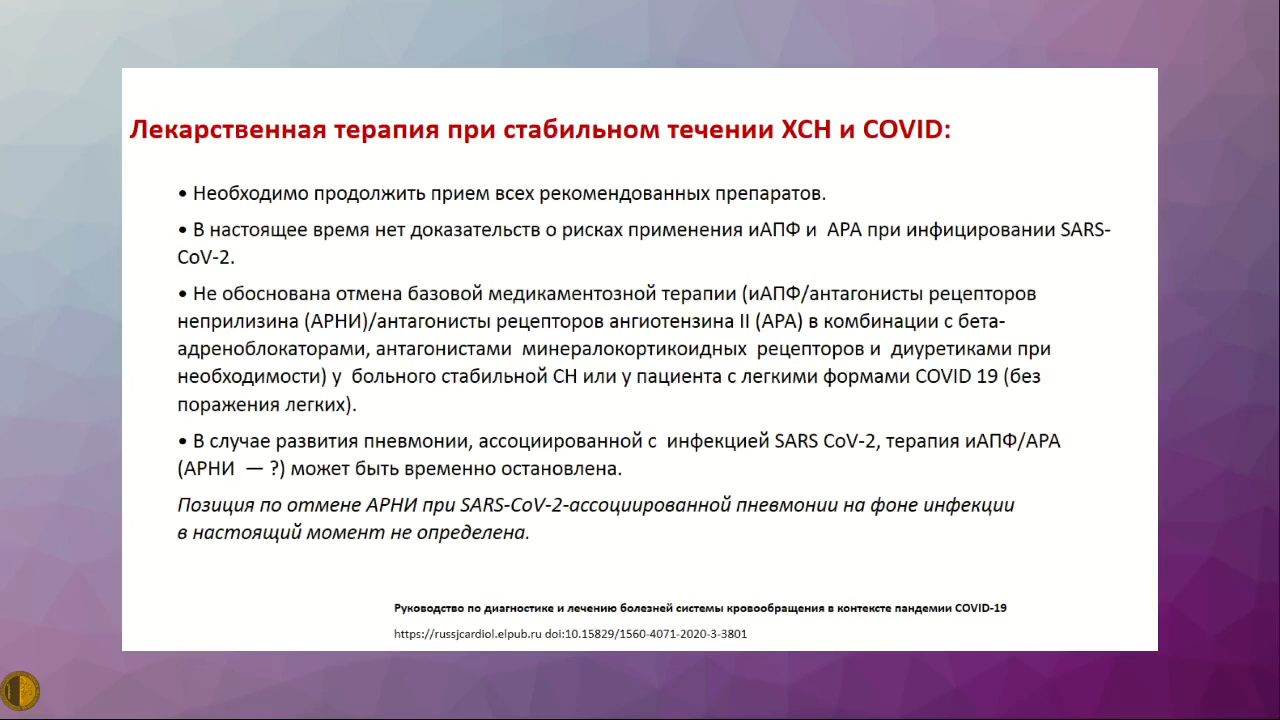 Лекарственная терапия при стабильном течении ХСН и COVID:
• Необходимо продолжить прием всех рекомендованных препаратов.
• В настоящее время нет доказательств о рисках применения иАПФ и АРА при инфицировании SARS-
CoV-2.
• Не обоснована отмена базовой медикаментозной терапии (иАПФ/антагонисты рецепторов
неприлизина (АРНИ)/антагонисты рецепторов ангиотензина II (АРА) в комбинации с бета-
адреноблокаторами, антагонистами минералокортикоидных рецепторов и диуретиками при
необходимости) у больного стабильной СН или у пациента с легкими формами COVID 19 (без
поражения легких).
• В случае развития пневмонии, ассоциированной с инфекцией SARS CoV-2, терапия иАПФ/АРА
(АРНИ — ?) может быть временно остановлена.
Позиция по отмене АРНИ при SARS-CoV-2-ассоциированной пневмонии на фоне инфекции
в настоящий момент не определена.
Руководство по диагностике и лечению болезней системы кровообращения в контексте пандемии COVID-19
https://russjcardiol.elpub.ru doi:10.15829/1560-4071-2020-3-3801